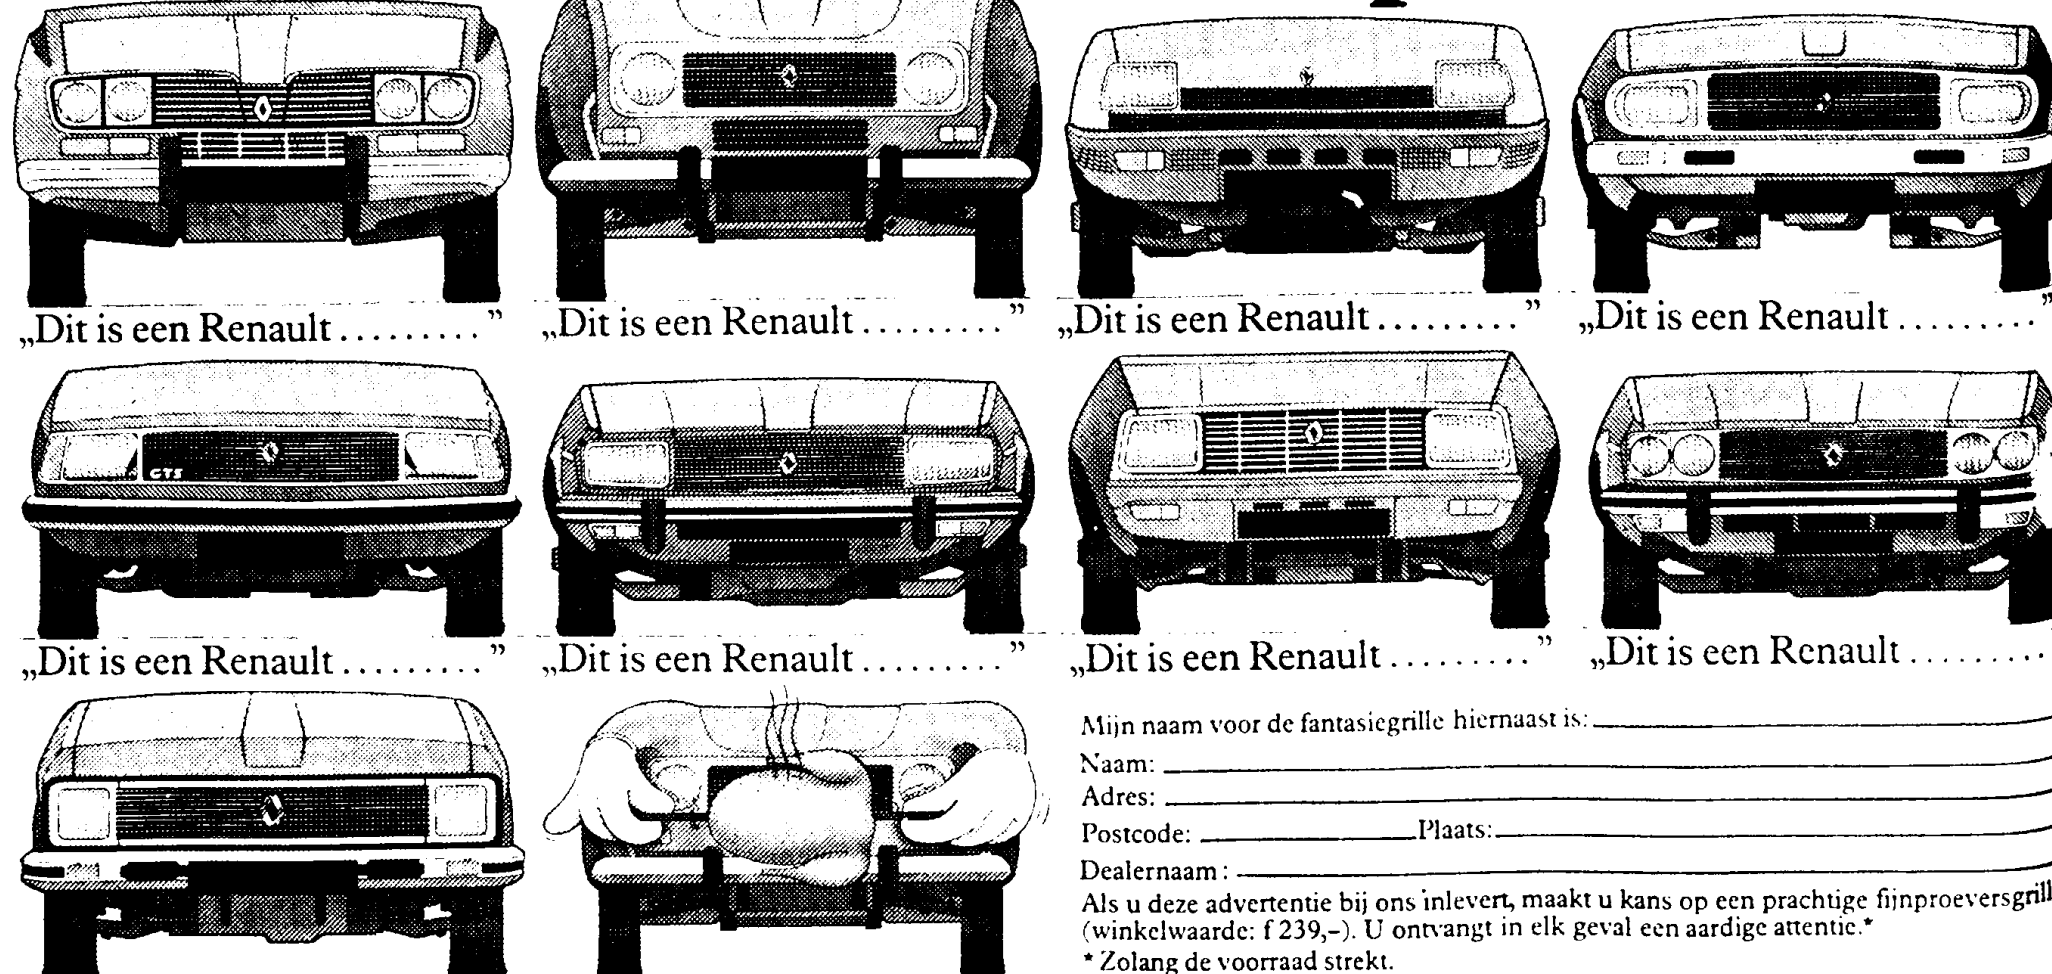 „Dit is een Renault .........”
„Dit is een Renault .........”
„Dit is een Renault .........”
„Dit is een Renault .........”
GTS
„Dit is een Renault .........”
„Dit is een Renault .........”
„Dit is een Renault .........”
„Dit is een Renault .........
Mijn naam voor de fantasiegrille hiernaast is:
Naam:
Adres:
Postcode: Plaats:
Dealernaam:
Als u deze advertentie bij ons inlevert, maakt u kans op een prachtige fijnproeversgrill
(winkelwaarde: f 239,–). U ontvangt in elk geval een aardige attentie.*
* Zolang de voorraad strekt.